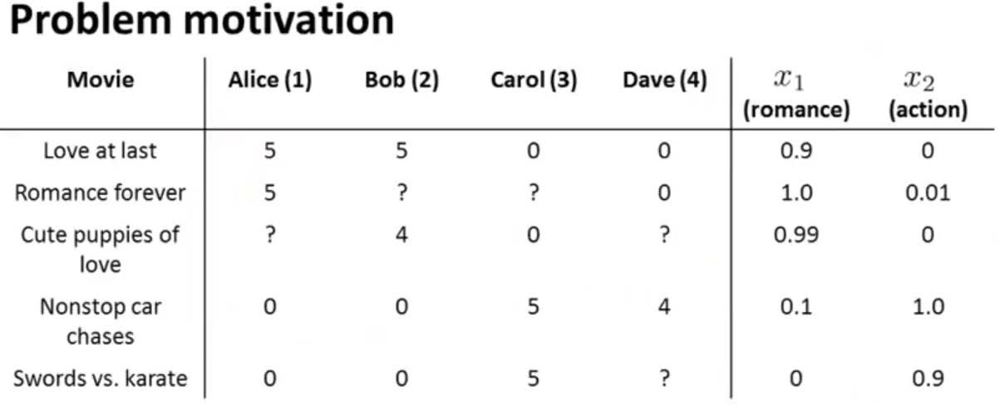 Problem motivation
Movie Alice (1) Bob (2) Carol (3) Dave (4) x1 (romance) x2 (action)
Love at last 5 5 0 0 0.9 0
Romance forever 5 ? ? 0 1.0 0.01
Cute puppies of love ? 4 0 ? 0.99 0
Nonstop car chases 0 0 5 4 0.1 1.0
Swords vs. karate 0 0 5 ? 0 0.9